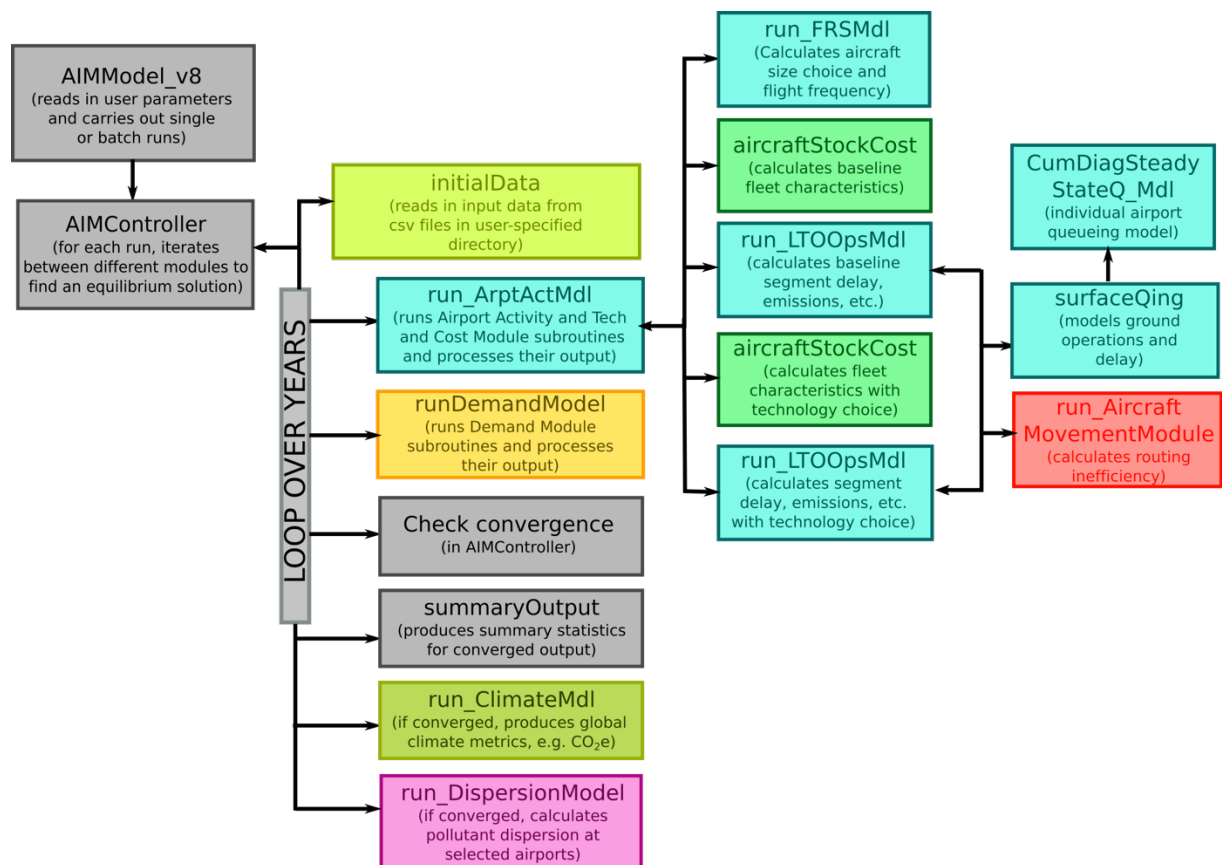 AIMModel_v8
(reads in user parameters
and carries out single
or batch runs)
AIMController
(for each run, iterates
between different modules to
find an equilibrium solution)
LOOP OVER YEARS
initialData
(reads in input data from
csv files in user-specified
directory)
run_ArptActMdl
(runs Airport Activity and Tech
and Cost Module subroutines
and processes their output)
runDemandModel
(runs Demand Module
subroutines and processes
their output)
Check convergence
(in AIMController)
summaryOutput
(produces summary statistics
for converged output)
run_ClimateMdl
(if converged, produces global
climate metrics, e.g. CO₂e)
run_DispersionModel
(if converged, calculates
pollutant dispersion at
selected airports)
run_FRSMdl
(Calculates aircraft
size choice and
flight frequency)
aircraftStockCost
(calculates baseline
fleet characteristics)
run_LTOOpsMdl
(calculates baseline
segment delay,
emissions, etc.)
aircraftStockCost
(calculates fleet
characteristics with
technology choice)
run_LTOOpsMdl
(calculates segment
delay, emissions, etc.
with technology choice)
CumDiagSteady
StateQ_Mdl
(individual airport
queueing model)
surfaceQing
(models ground
operations and
delay)
run_Aircraft
MovementModule
(calculates routing
inefficiency)